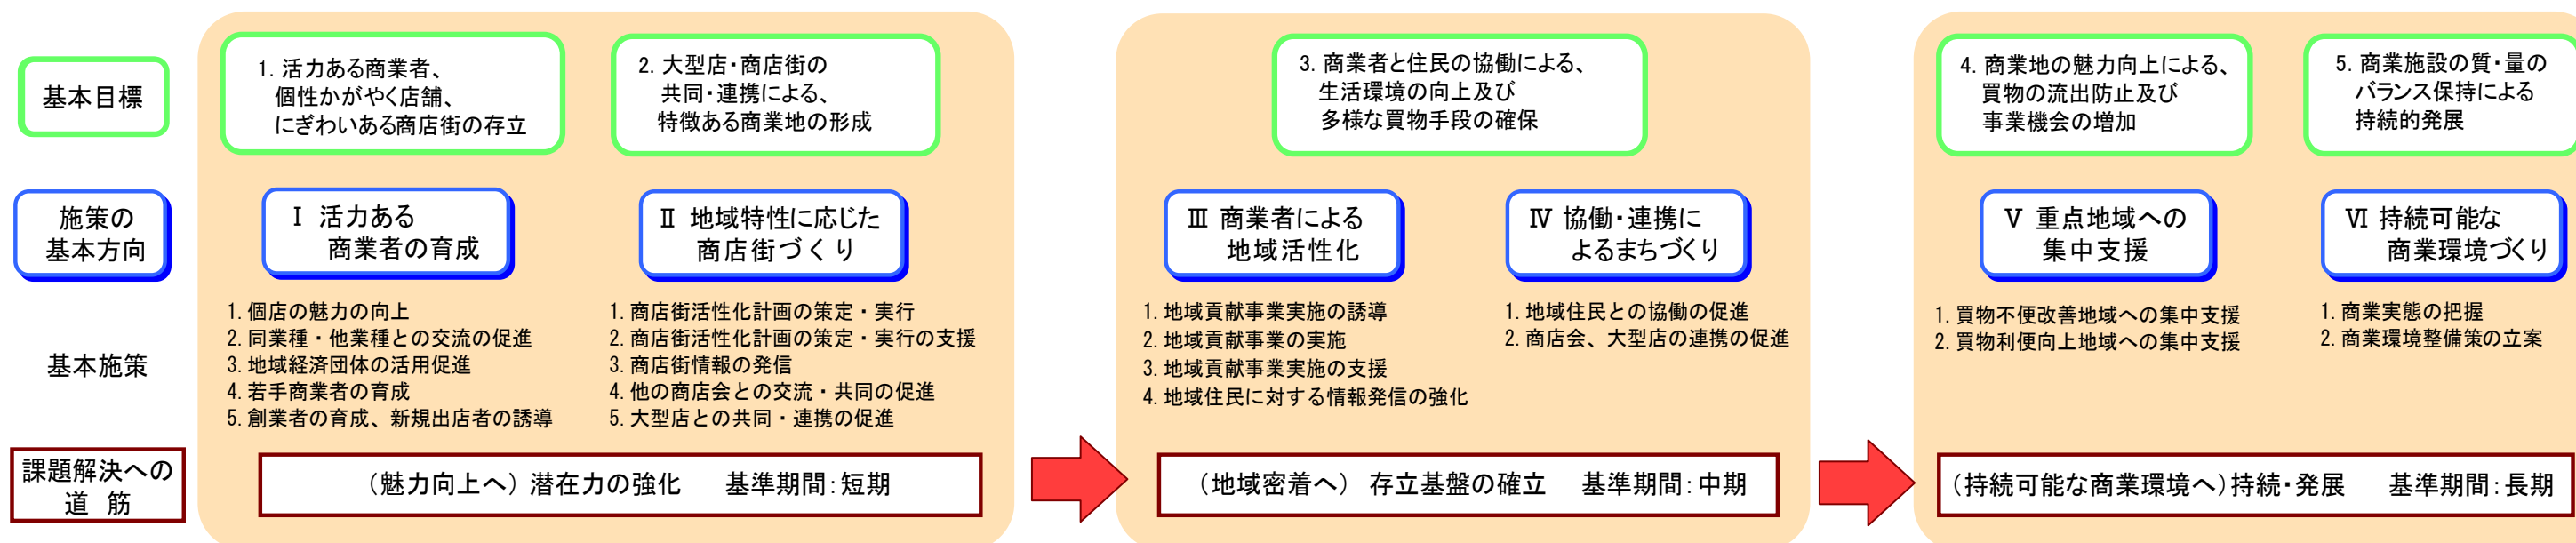 基本目標
1. 活力ある商業者、
個性かがやく店舗、
にぎわいある商店街の存立
2. 大型店・商店街の
共同・連携による、
特徴ある商業地の形成
3. 商業者と住民の協働による、
生活環境の向上及び
多様な買物手段の確保
4. 商業地の魅力向上による、
買物の流出防止及び
事業機会の増加
5. 商業施設の質・量の
バランス保持による
持続的発展
施策の
基本方向
Ⅰ 活力ある
商業者の育成
Ⅱ 地域特性に応じた
商店街づくり
Ⅲ 商業者による
地域活性化
Ⅳ 協働・連携に
よるまちづくり
Ⅴ 重点地域への
集中支援
Ⅵ 持続可能な
商業環境づくり
基本施策
1. 個店の魅力の向上
2. 同業種・他業種との交流の促進
3. 地域経済団体の活用促進
4. 若手商業者の育成
5. 創業者の育成、新規出店者の誘導
1. 商店街活性化計画の策定・実行
2. 商店街活性化計画の策定・実行の支援
3. 商店街情報の発信
4. 他の商店会との交流・共同の促進
5. 大型店との共同・連携の促進
1. 地域貢献事業実施の誘導
2. 地域貢献事業の実施
3. 地域貢献事業実施の支援
4. 地域住民に対する情報発信の強化
1. 地域住民との協働の促進
2. 商店会、大型店の連携の促進
1. 買物不便改善地域への集中支援
2. 買物利便向上地域への集中支援
1. 商業実態の把握
2. 商業環境整備策の立案
課題解決への
道 筋
（魅力向上へ）潜在力の強化 基準期間：短期
（地域密着へ） 存立基盤の確立 基準期間：中期
（持続可能な商業環境へ）持続・発展 基準期間：長期